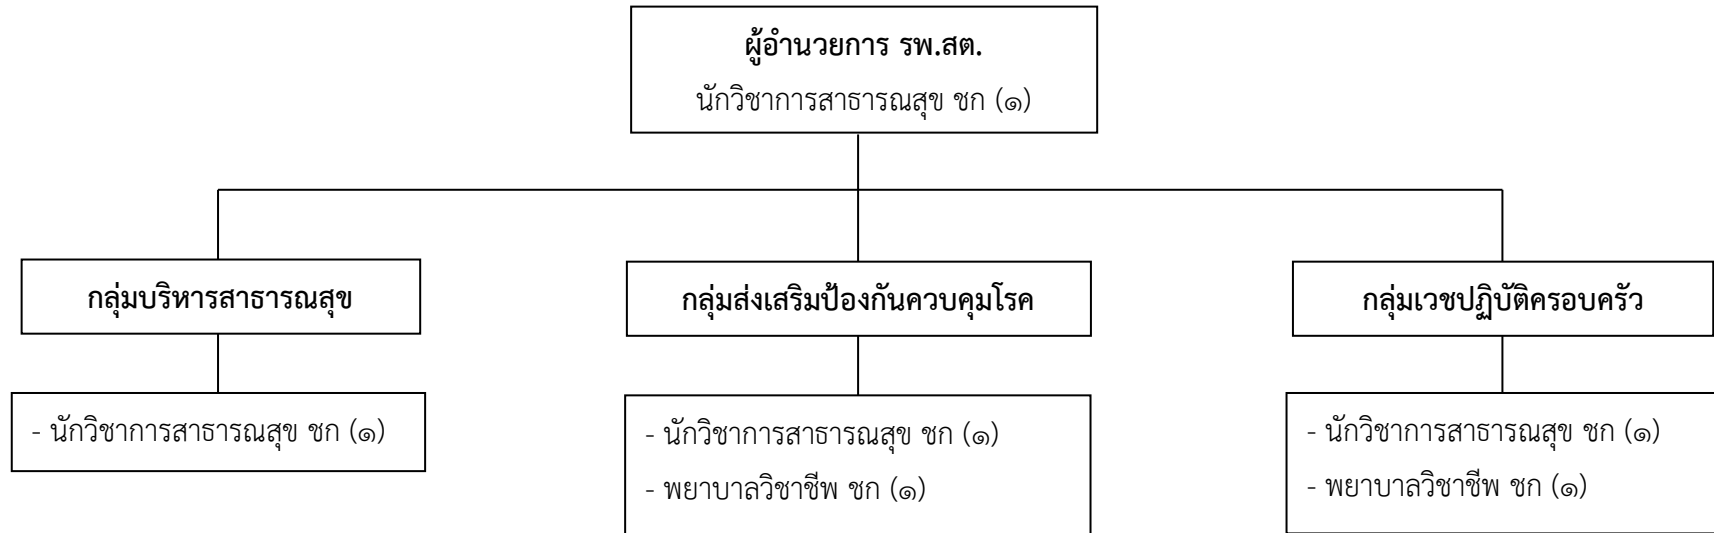 ผู้อำนวยการ รพ.สต.
นักวิชาการสาธารณสุข ชก (๑)
กลุ่มบริหารสาธารณสุข
- นักวิชาการสาธารณสุข ชก (๑)
กลุ่มส่งเสริมป้องกันควบคุมโรค
- นักวิชาการสาธารณสุข ชก (๑)
- พยาบาลวิชาชีพ ชก (๑)
กลุ่มเวชปฏิบัติครอบครัว
- นักวิชาการสาธารณสุข ชก (๑)
- พยาบาลวิชาชีพ ชก (๑)